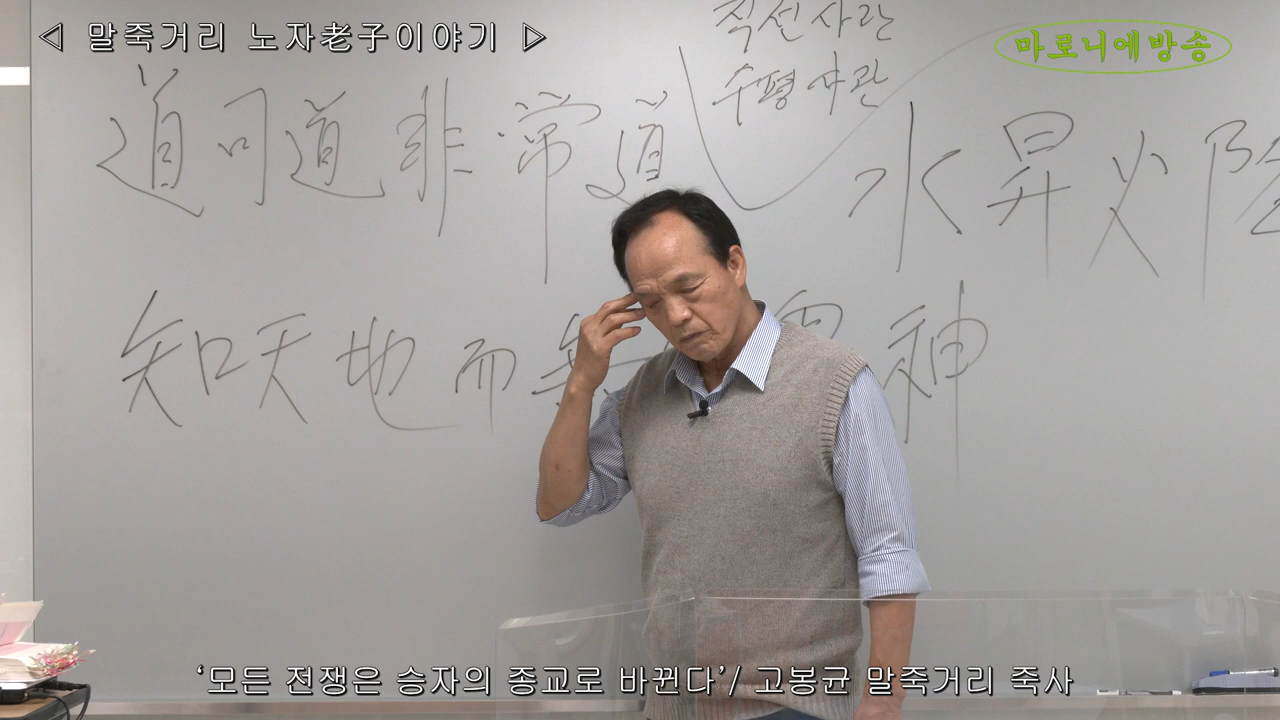 ◁ 말죽거리 노자老子이야기 ▷
마로니에방송
직선사관
수평사관
道可道非常道
水昇火降
知天地而無 神
‘모든 전쟁은 승자의 종교로 바뀐다’/ 고봉균 말죽거리 죽사